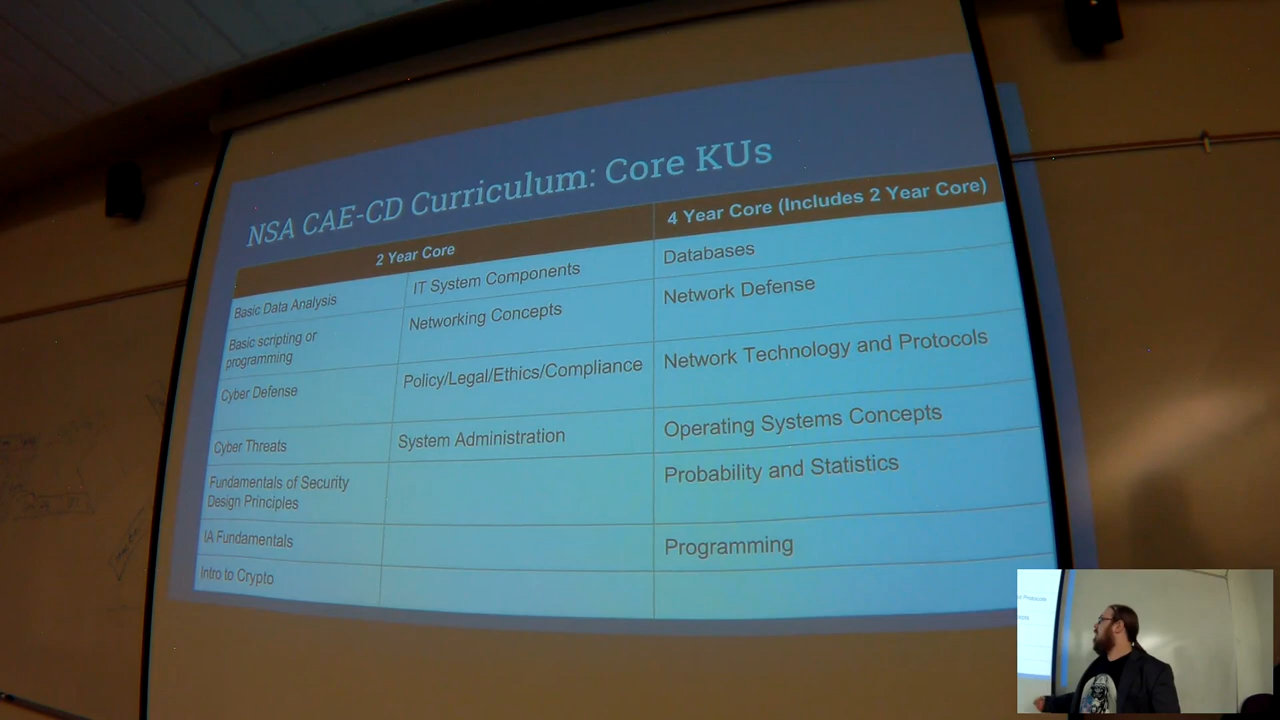 NSA CAE-CD Curriculum: Core KUs
2 Year Core
4 Year Core (Includes 2 Year Core)
Basic Data Analysis
IT System Components
Databases
Basic scripting or
programming
Networking Concepts
Network Defense
Cyber Defense
Policy/Legal/Ethics/Compliance
Network Technology and Protocols
Cyber Threats
System Administration
Operating Systems Concepts
Fundamentals of Security
Design Principles
Probability and Statistics
IA Fundamentals
Programming
Intro to Crypto
Protocols